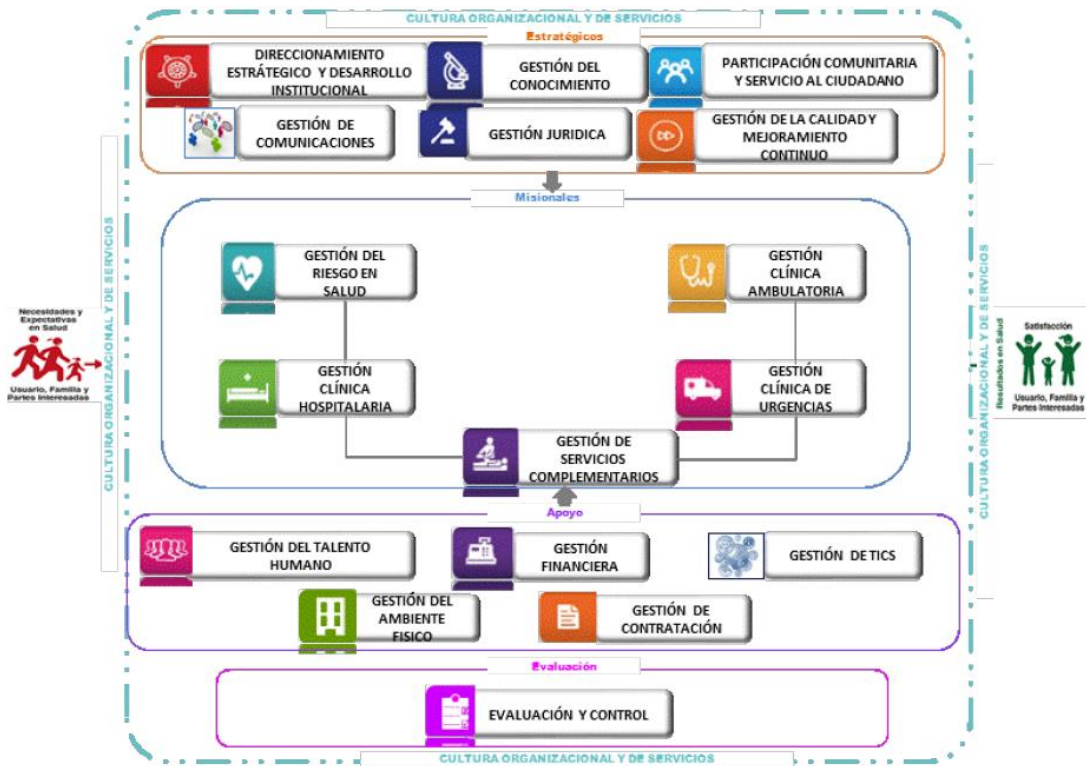 CULTURA ORGANIZACIONAL Y DE SERVICIOS
Estratégicos
DIRECCIONAMIENTO
ESTRÁTEGICO Y DESARROLLO
INSTITUCIONAL
GESTIÓN DEL
CONOCIMIENTO
PARTICIPACIÓN COMUNITARIA
Y SERVICIO AL CIUDADANO
GESTIÓN DE
COMUNICACIONES
GESTIÓN JURIDICA
GESTIÓN DE LA CALIDAD Y
MEJORAMIENTO
CONTINUO
Misionales
GESTIÓN DEL
RIESGO EN
SALUD
GESTIÓN
CLÍNICA
AMBULATORIA
GESTIÓN
CLÍNICA
HOSPITALARIA
GESTIÓN
CLÍNICA DE
URGENCIAS
GESTIÓN DE
SERVICIOS
COMPLEMENTARIOS
Necesidades y
Expectativas
en Salud
Usuario, Familia y
Partes Interesadas
CULTURA ORGANIZACIONAL Y DE SERVICIOS
CULTURA ORGANIZACIONAL Y DE SERVICIOS
Resultados en Salud
Satisfacción
Usuario, Familia y
Partes Interesadas
Apoyo
GESTIÓN DEL TALENTO
HUMANO
GESTIÓN
FINANCIERA
GESTIÓN DE TICS
GESTIÓN DEL
AMBIENTE
FISICO
GESTIÓN DE
CONTRATACIÓN
Evaluación
EVALUACIÓN Y CONTROL
CULTURA ORGANIZACIONAL Y DE SERVICIOS